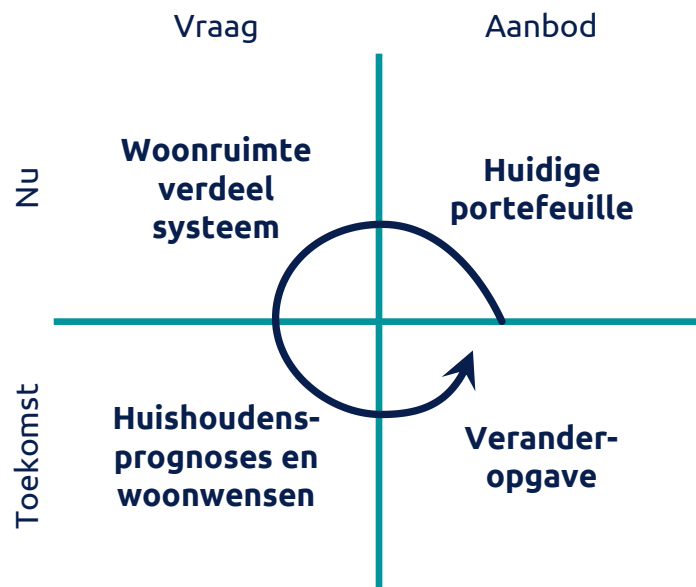 Vraag
Aanbod
Nu
Woonruimte
verdeel
systeem
Huidige
portefeuille
Toekomst
Huishoudens-
prognoses en
woonwensen
Verander-
opgave